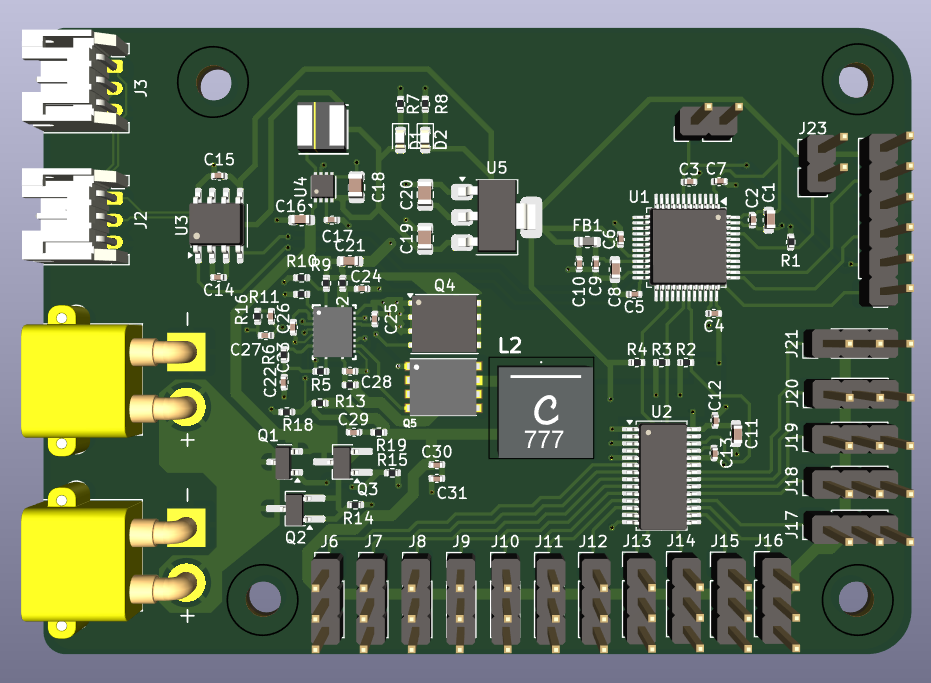 J3
R7
R8
D1
D2
J23
C15
U4
C18
U5
C3
C7
J2
U3
C16
C17
C20
U1
C2
C1
FB1
C6
R1
C19
C21
R10
R9
C24
C14
C10
C9
C8
C5
C4
Q4
R16
R11
C26
2
C25
C27
R6
C23
C22
R5
C28
R13
L2
C
777
R4
R3
R2
J21
J20
Q5
R18
U2
C12
C11
C13
J19
Q1
C29
R19
R15
C30
C31
Q3
J18
R14
Q2
J17
-
+
-
+
J6
J7
J8
J9
J10
J11
J12
J13
J14
J15
J16